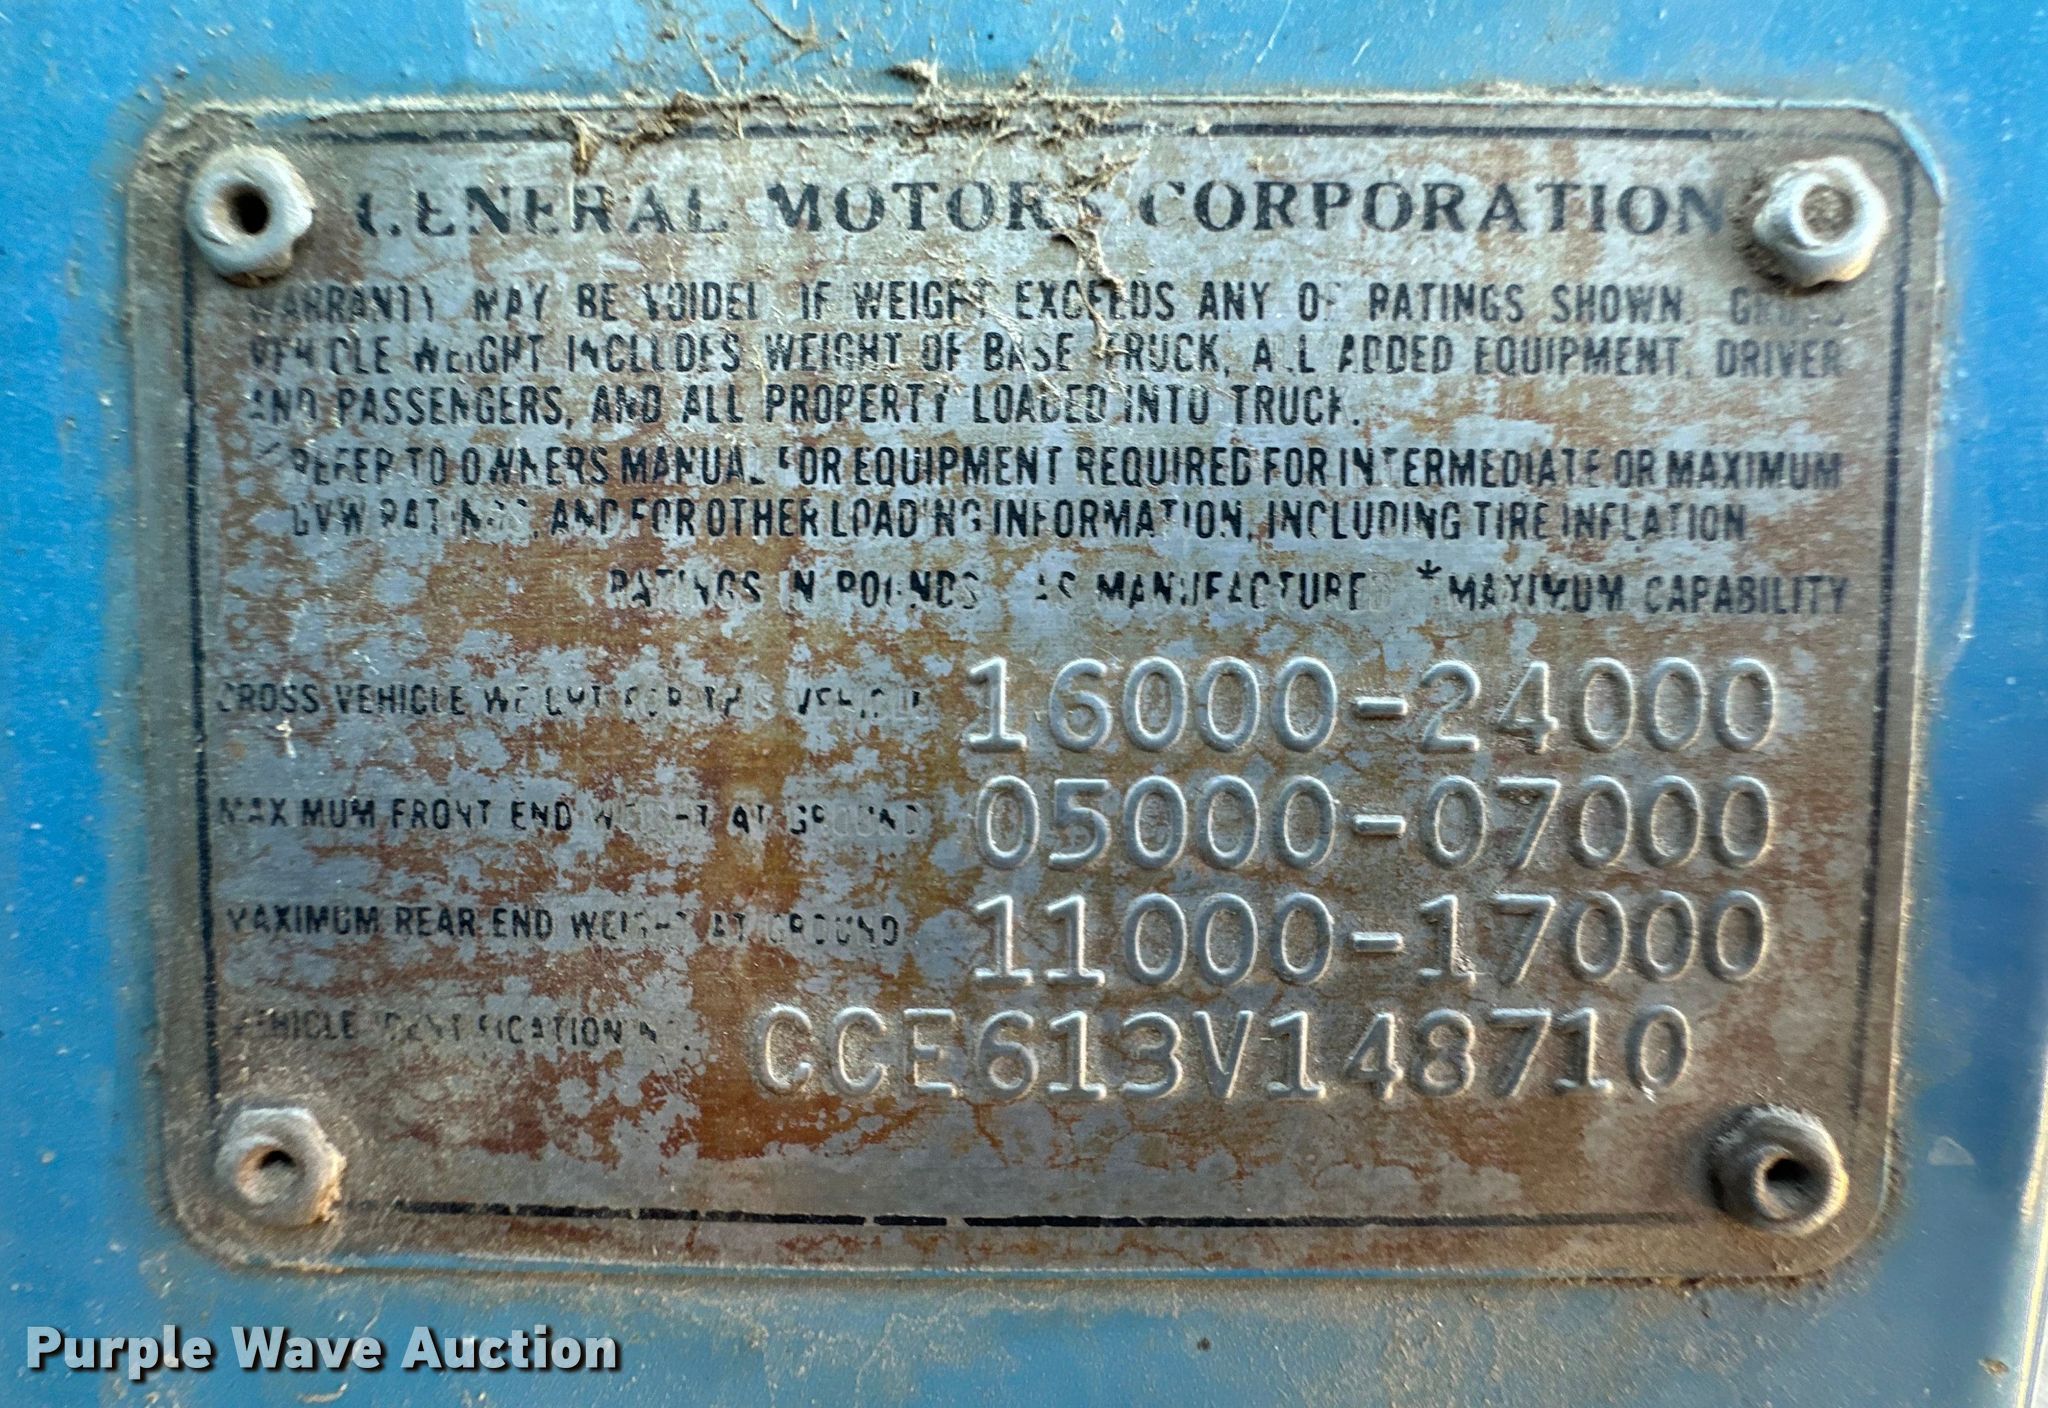 GENERAL MOTORS CORPORATION
WARRANTY MAY BE VOIDED IF WEIGHT EXCEEDS ANY OF RATINGS SHOWN. GROSS
VEHICLE WEIGHT INCLUDES WEIGHT OF BASE TRUCK, ALL ADDED EQUIPMENT, DRIVER
AND PASSENGERS, AND ALL PROPERTY LOADED INTO TRUCK.
REFER TO OWNERS MANUAL FOR EQUIPMENT REQUIRED FOR INTERMEDIATE OR MAXIMUM
GVW RATINGS, AND FOR OTHER LOADING INFORMATION, INCLUDING TIRE INFLATION
RATINGS IN POUNDS AS MANUFACTURED *MAXIMUM CAPABILITY
GROSS VEHICLE WEIGHT FOR THIS VEHICLE 16000-24000
MAXIMUM FRONT END WEIGHT AT GROUND 05000-07000
MAXIMUM REAR END WEIGHT AT GROUND 11000-17000
VEHICLE IDENTIFICATION NO. CCE613V148710
Purple Wave Auction